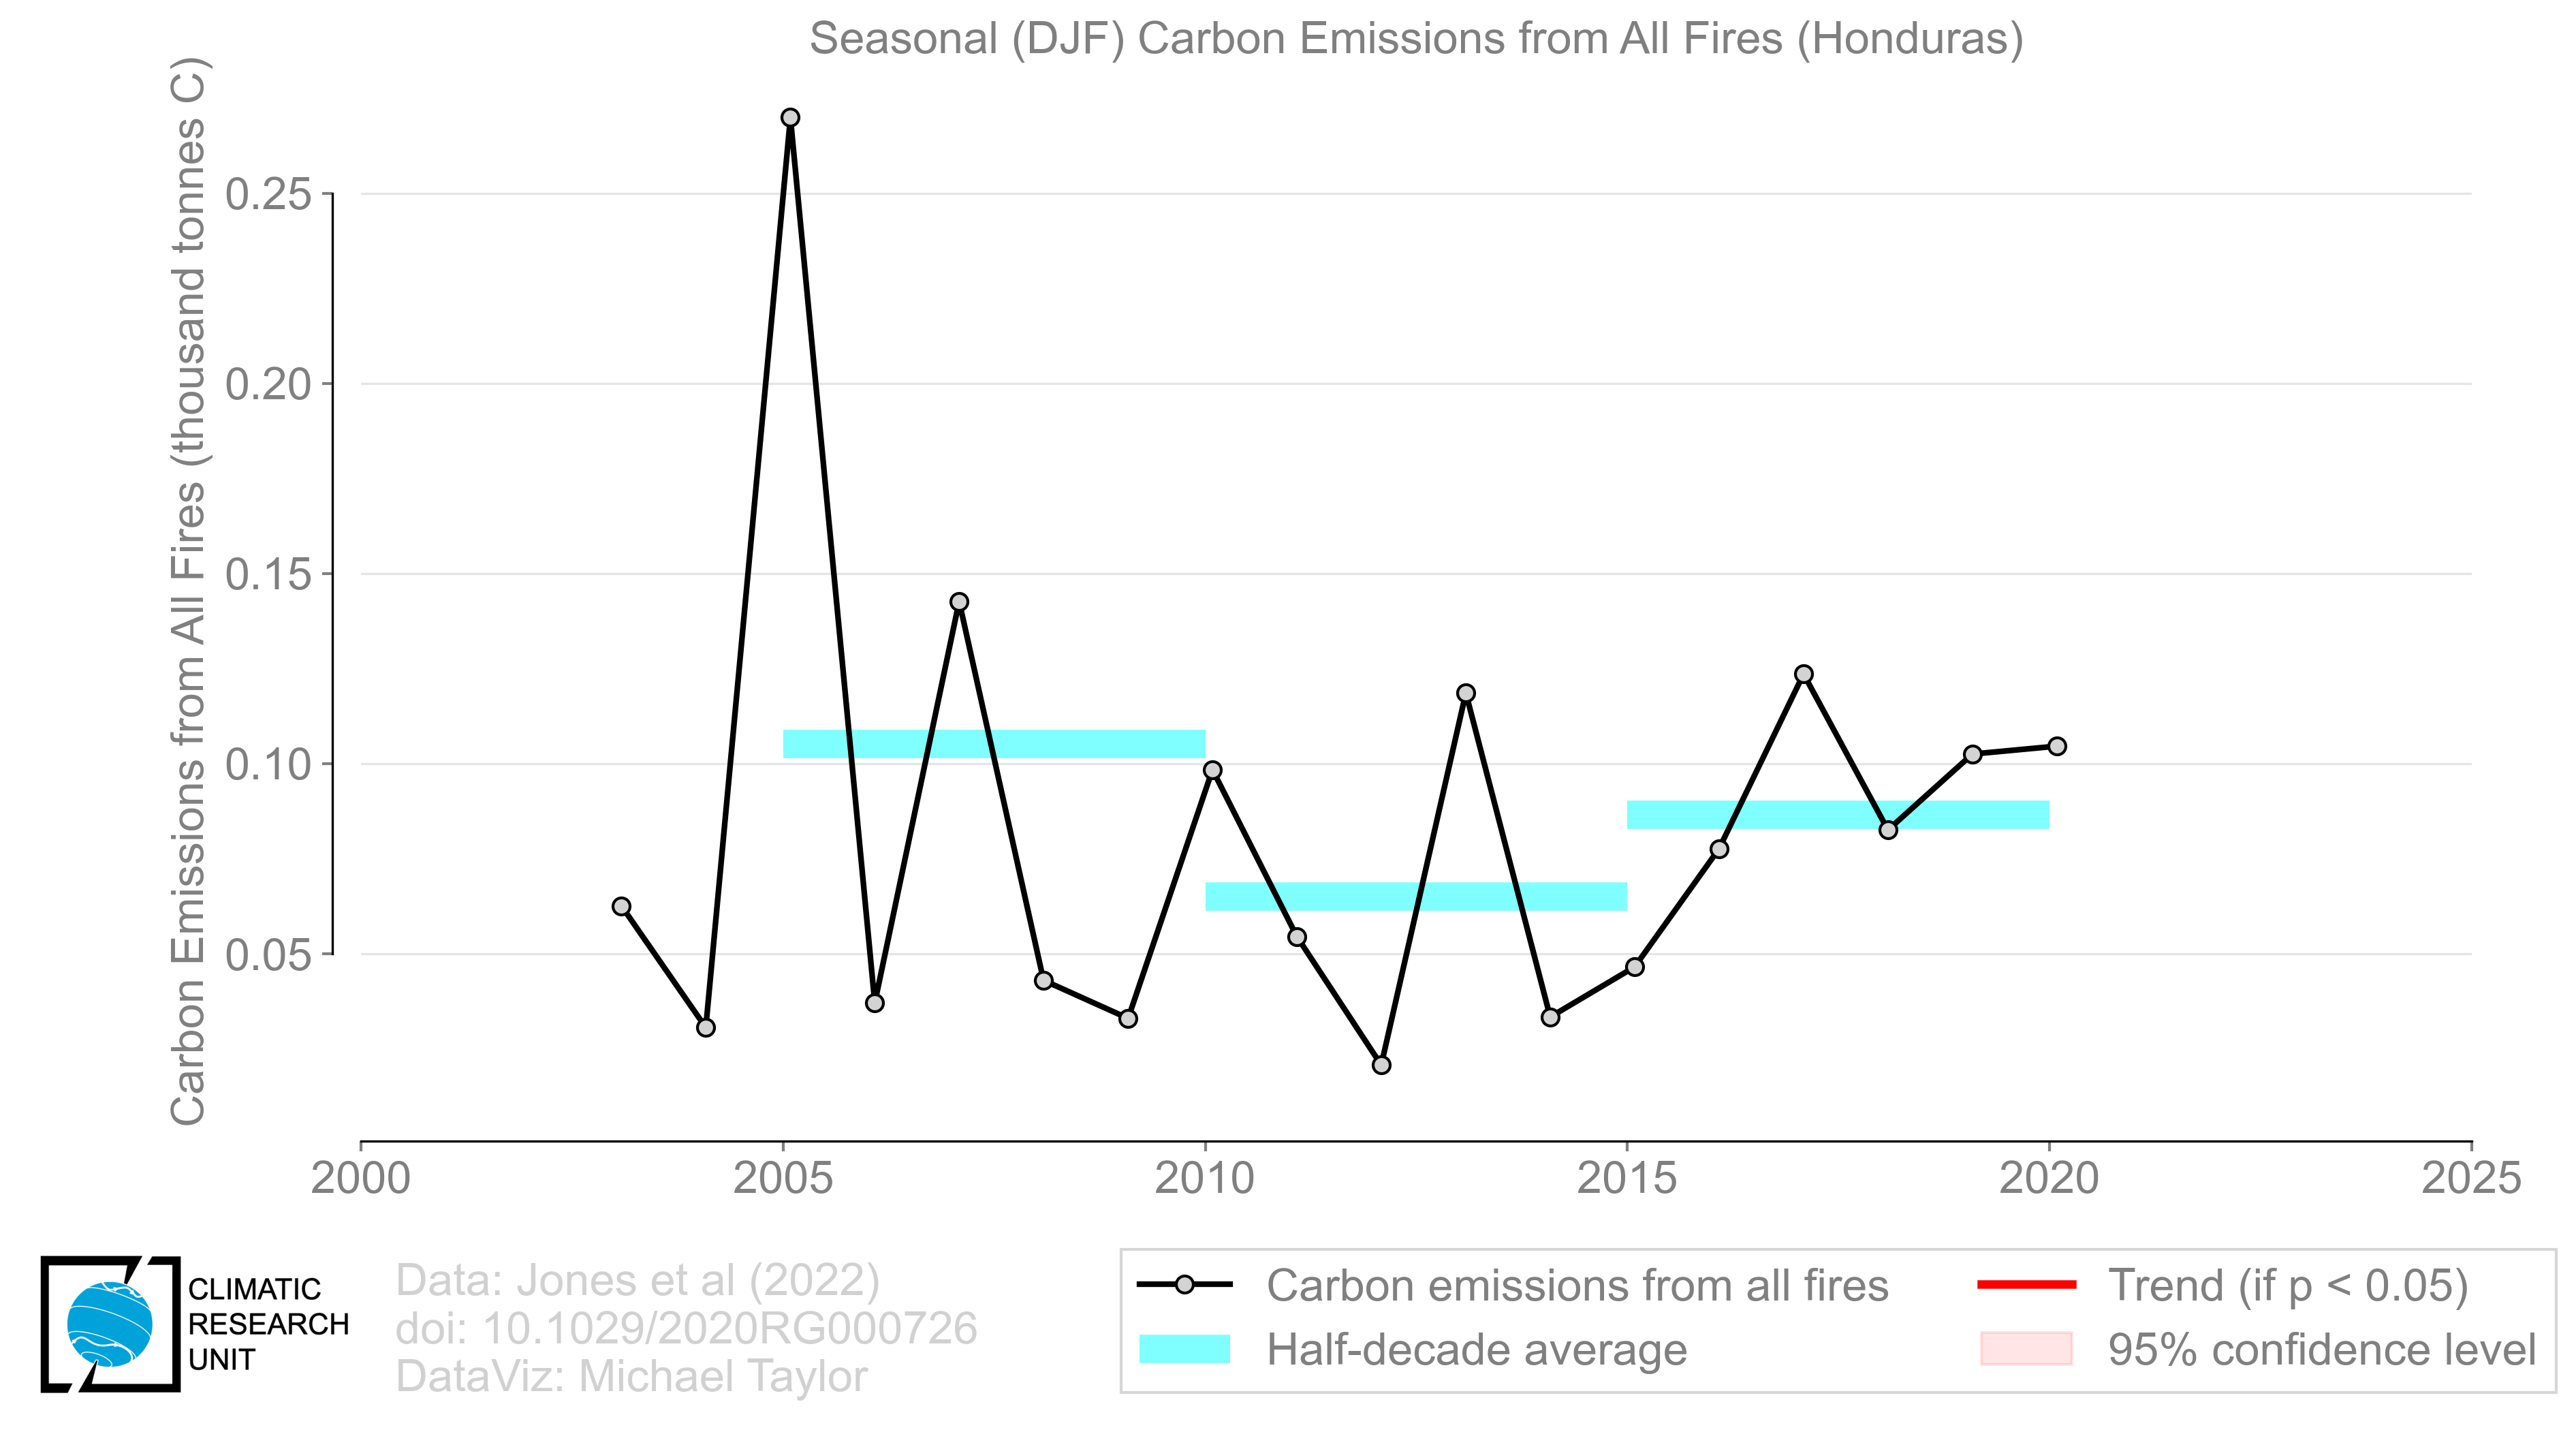 Seasonal (DJF) Carbon Emissions from All Fires (Honduras)
Carbon Emissions from All Fires (thousand tonnes C)
0.25
0.20
0.15
0.10
0.05
2000
2005
2010
2015
2020
2025
CLIMATIC
RESEARCH
UNIT
Data: Jones et al (2022)
doi: 10.1029/2020RG000726
DataViz: Michael Taylor
Carbon emissions from all fires
Half-decade average
Trend (if p < 0.05)
95% confidence level